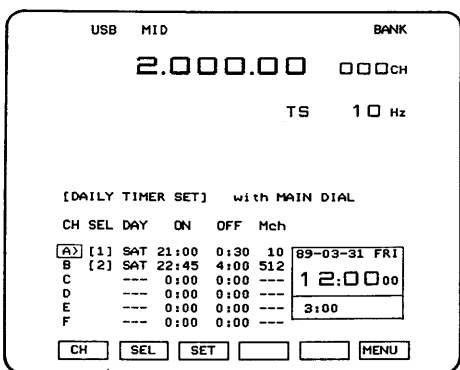 USB MID BANK
2.000.00 000CH
TS 10 Hz
[DAILY TIMER SET] with MAIN DIAL
CH SEL DAY ON OFF Mch
A> [1] SAT 21:00 0:30 10
B [2] SAT 22:45 4:00 512
C --- 0:00 0:00 ---
D --- 0:00 0:00 ---
E --- 0:00 0:00 ---
F --- 0:00 0:00 ---
89-03-31 FRI
12:00 00
3:00
CH SEL SET MENU